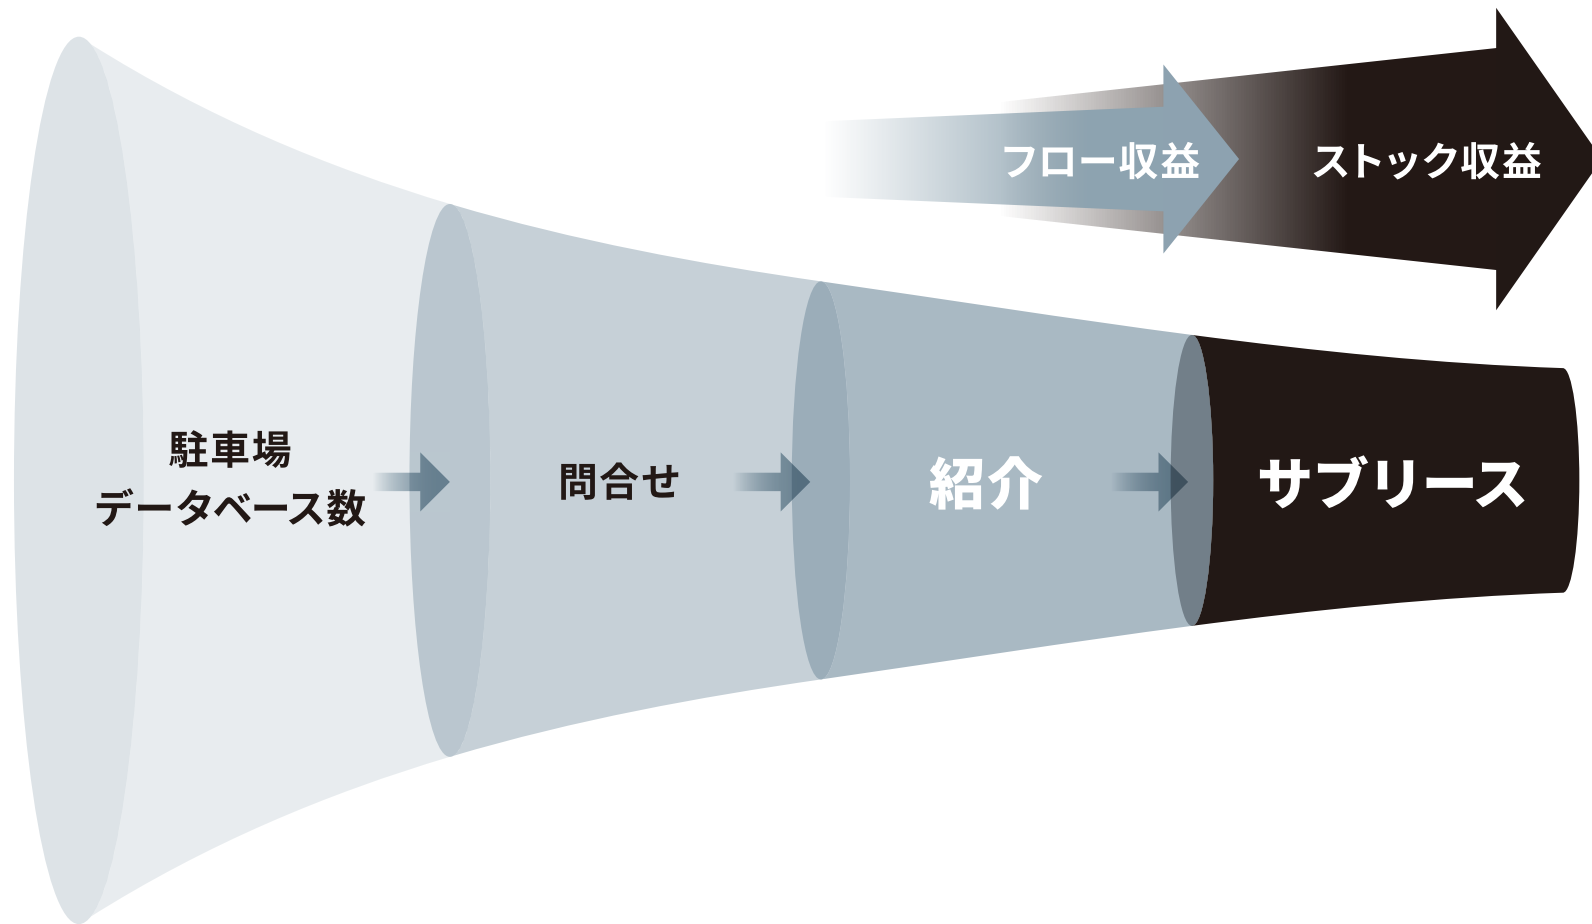 フロー収益
ストック収益
駐車場
データベース数
問合せ
紹介
サブリース